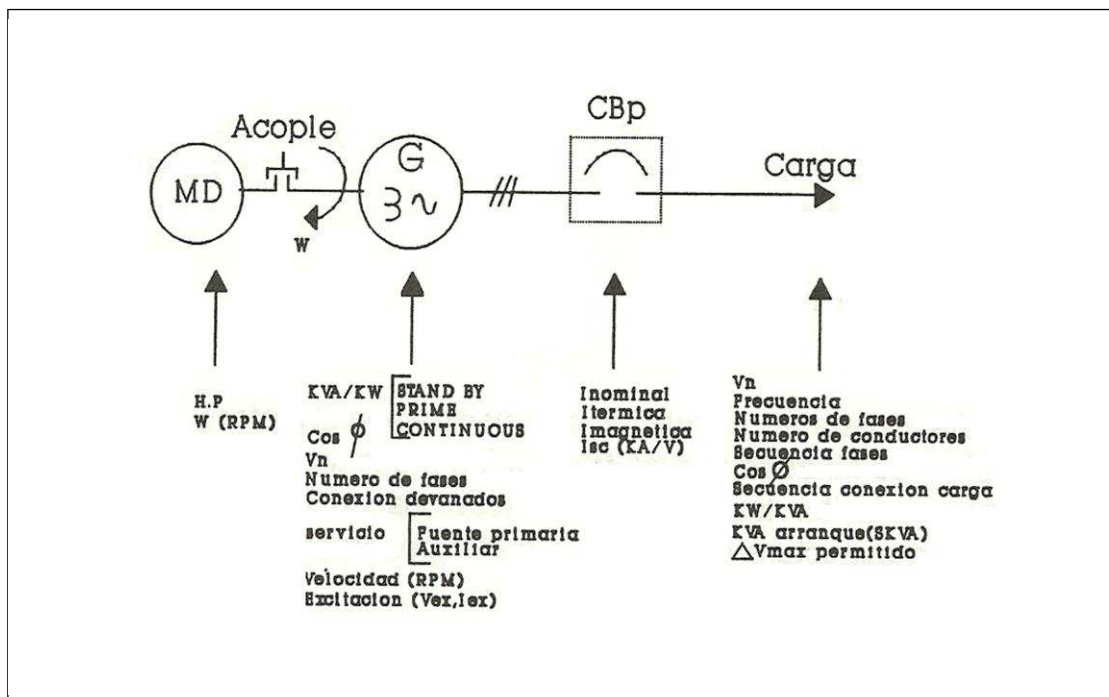 CBp
Acople
G
Carga
MD
3~
W
H.P
W (RPM)
KVA/KW
STAND BY
PRIME
CONTINUOUS
Cos ϕ
Vn
Numero de fases
Conexion devanados
servicio
Fuente primaria
Auxiliar
Velocidad (RPM)
Excitacion (Vex,Iex)
Inominal
Itermica
Imagnetica
Isc (KA/V)
Vn
Frecuencia
Numeros de fases
Numero de conductores
Secuencia fases
Cos Ø
Secuencia conexion carga
KW/KVA
KVA arranque(SKVA)
△Vmax permitido